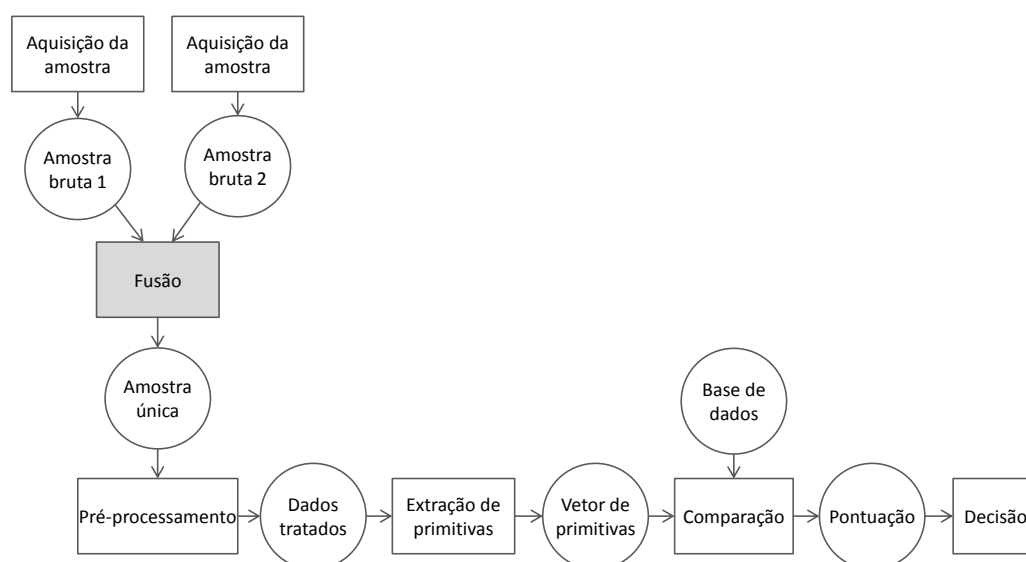 Aquisição da
amostra
Aquisição da
amostra
Amostra
bruta 1
Amostra
bruta 2
Fusão
Amostra
única
Base de
dados
Pré-processamento
Dados
tratados
Extração de
primitivas
Vetor de
primitivas
Comparação
Pontuação
Decisão